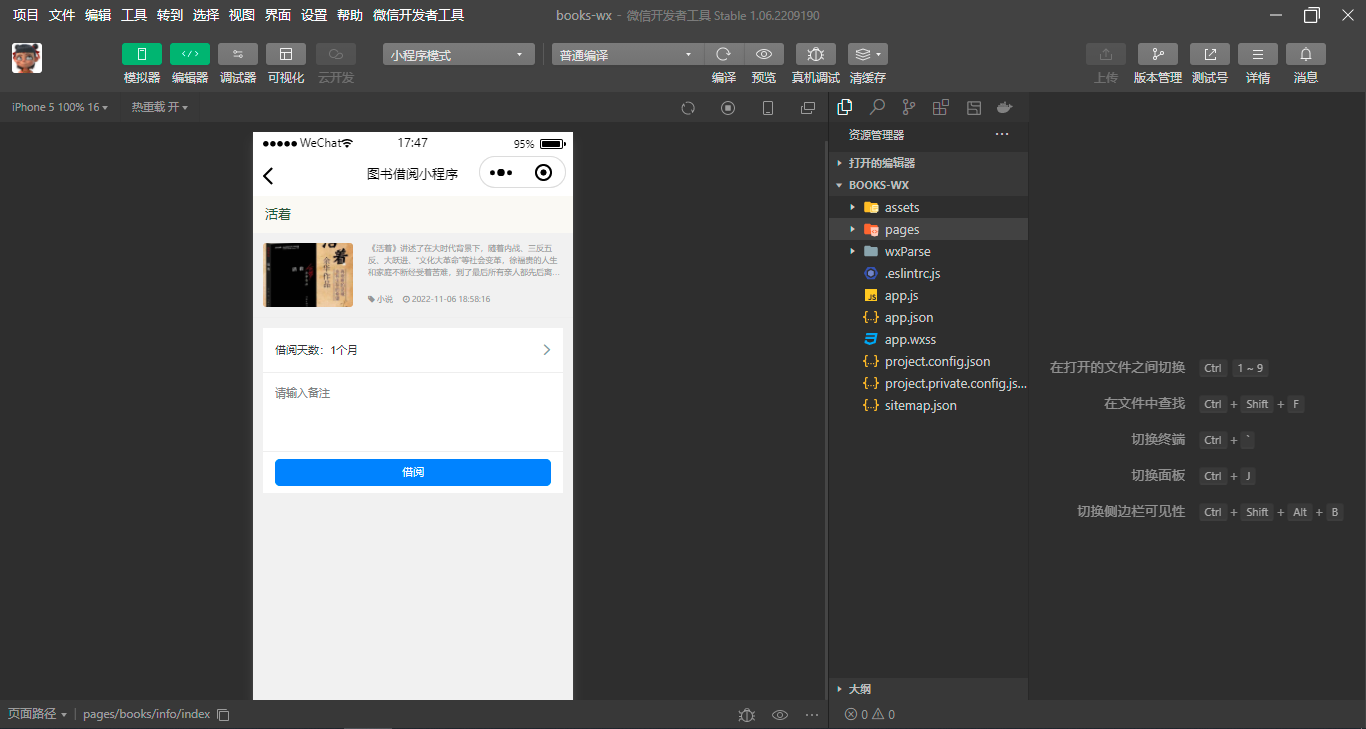 项目 文件 编辑 工具 转到 选择 视图 界面 设置 帮助 微信开发者工具
books-wx - 微信开发者工具 Stable 1.06.2209190
小程序模式
普通编译
模拟器 编辑器 调试器 可视化 云开发
编译 预览 真机调试 清缓存
上传 版本管理 测试号 详情 消息
iPhone 5 100% 16
热重载 开
WeChat
17:47
95%
图书借阅小程序
活着
《活着》讲述了在大时代背景下，随着内战、三反五
反、大跃进、"文化大革命"等社会变革，徐福贵的人生
和家庭不断经受着苦难，到了最后所有亲人都先后离...
活着
余华作品
小说
2022-11-06 18:58:16
借阅天数：1个月
请输入备注
借阅
页面路径
pages/books/info/index
资源管理器
打开的编辑器
BOOKS-WX
assets
pages
wxParse
.eslintrc.js
JS
app.js
{..}
app.json
app.wxss
{..}
project.config.json
{..}
project.private.config.js...
{..}
sitemap.json
大纲
0
0
在打开的文件之间切换 Ctrl 1 ~ 9
在文件中查找 Ctrl + Shift + F
切换终端 Ctrl + `
切换面板 Ctrl + J
切换侧边栏可见性 Ctrl + Shift + Alt + B